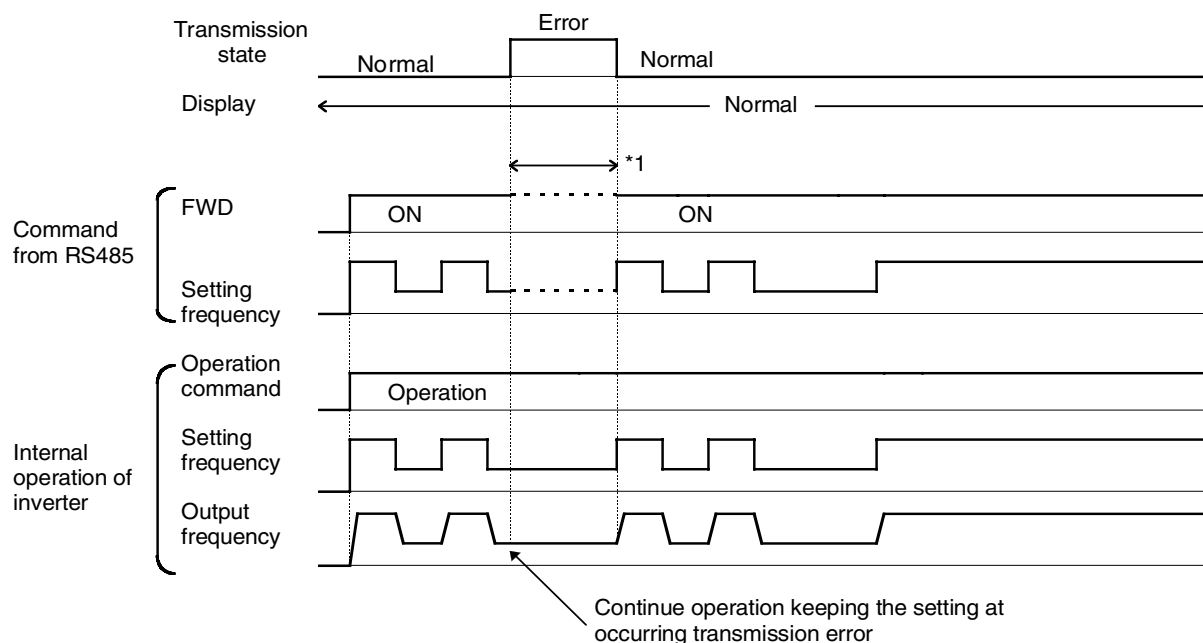 Transmission
state
Error
Normal
Normal
Display
Normal
*1
Command
from RS485
FWD
ON
ON
Setting
frequency
Internal
operation of
inverter
Operation
command
Operation
Setting
frequency
Output
frequency
Continue operation keeping the setting at
occurring transmission error